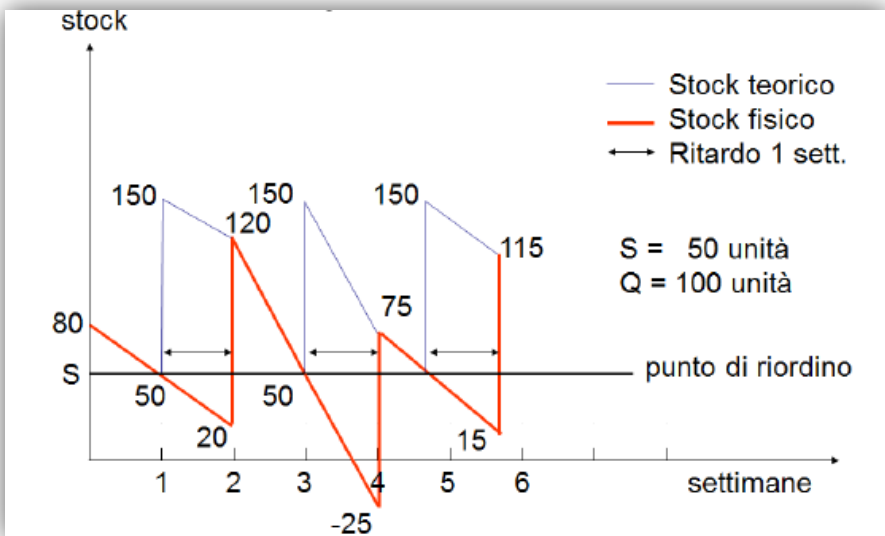 stock
Stock teorico
Stock fisico
Ritardo 1 sett.
150
120
150
150
115
S = 50 unità
Q = 100 unità
80
75
S
punto di riordino
50
50
20
15
1
2
3
4
5
6
settimane
-25